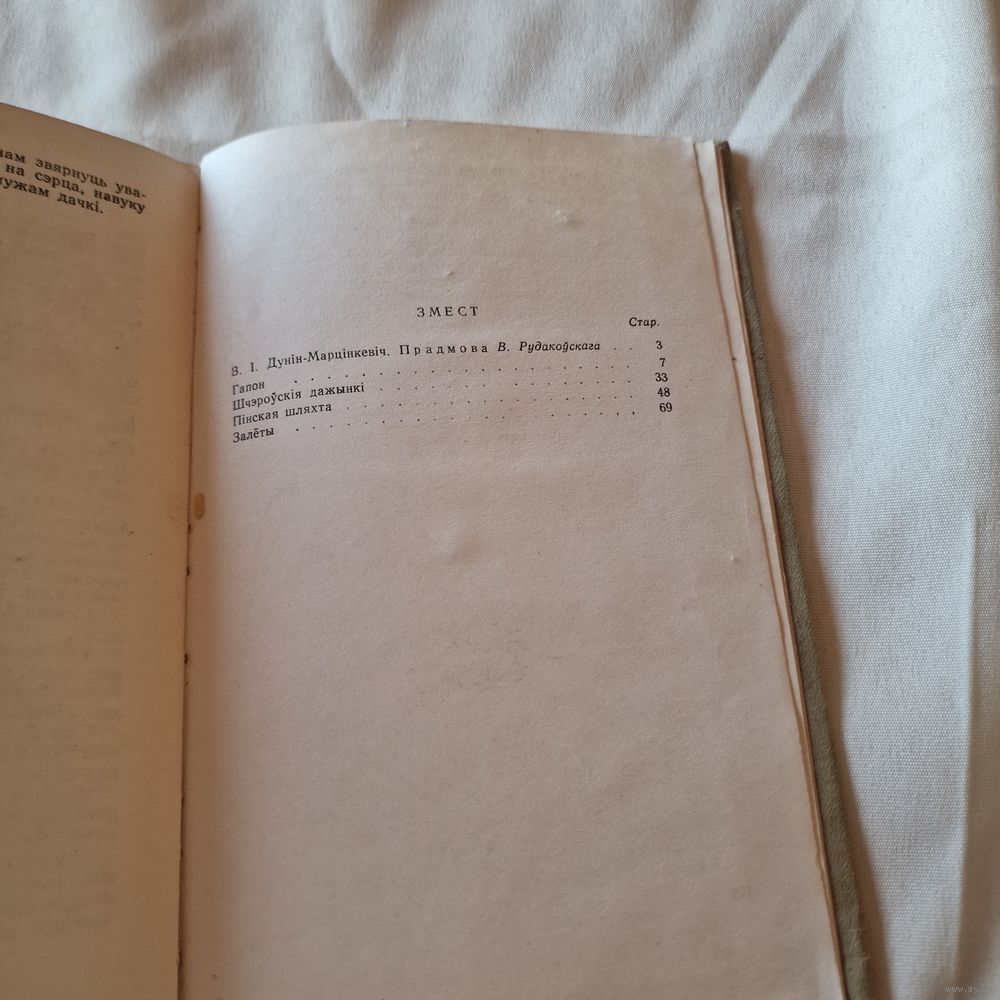 нам звярнуць ува-
на сэрца, навуку
мужам дачкі.
ЗМЕСТ
Стар.
В. І. Дунін-Марцінкевіч. Прадмова В. Рудакоўскага . . 3
Гапон . . . . . . . . . . . . . . . . 7
Шчэроўскія дажынкі . . . . . . . . . . . . 33
Пінская шляхта . . . . . . . . . . . . . 48
Залёты . . . . . . . . . . . . . . . . 69